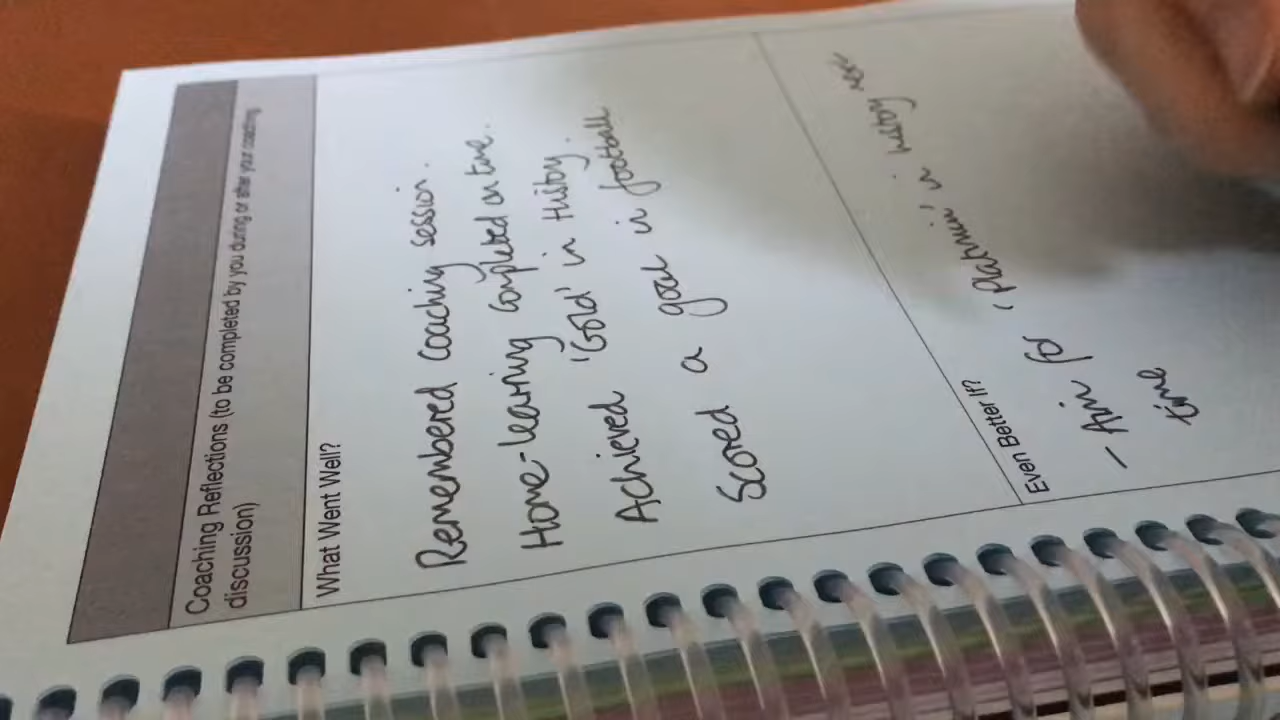 Coaching Reflections (to be completed by you during or after your coaching
discussion)
What Went Well?
Remembered coaching session.
Home-learning completed on time.
Achieved 'Gold' in History.
Scored a goal in football
Even Better If?
- Aim for 'Platinum' in history next
time